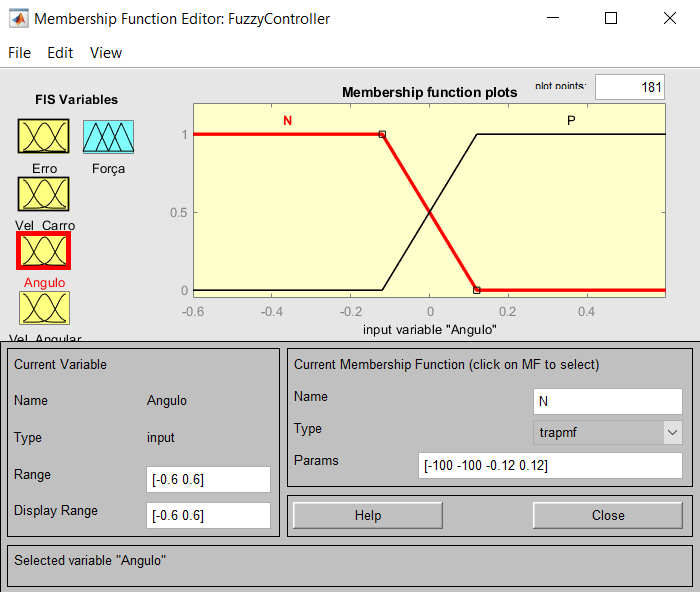 Membership Function Editor: FuzzyController
File Edit View
FIS Variables
Erro
Força
Vel_Carro
Angulo
Vel_Angular
Membership function plots
plot points:
181
N
P
1
0.5
0
-0.6 -0.4 -0.2 0 0.2 0.4
input variable "Angulo"
Current Variable
Name Angulo
Type input
Range [-0.6 0.6]
Display Range [-0.6 0.6]
Current Membership Function (click on MF to select)
Name N
Type trapmf
Params [-100 -100 -0.12 0.12]
Help
Close
Selected variable "Angulo"